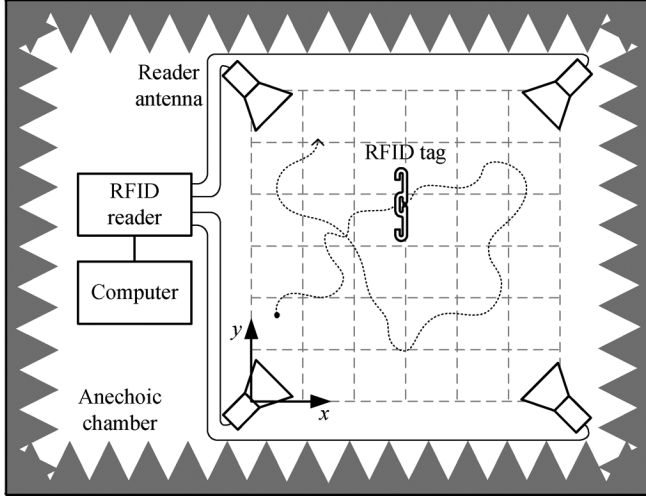 Reader
antenna
RFID tag
RFID
reader
Computer
y
Anechoic
chamber
x